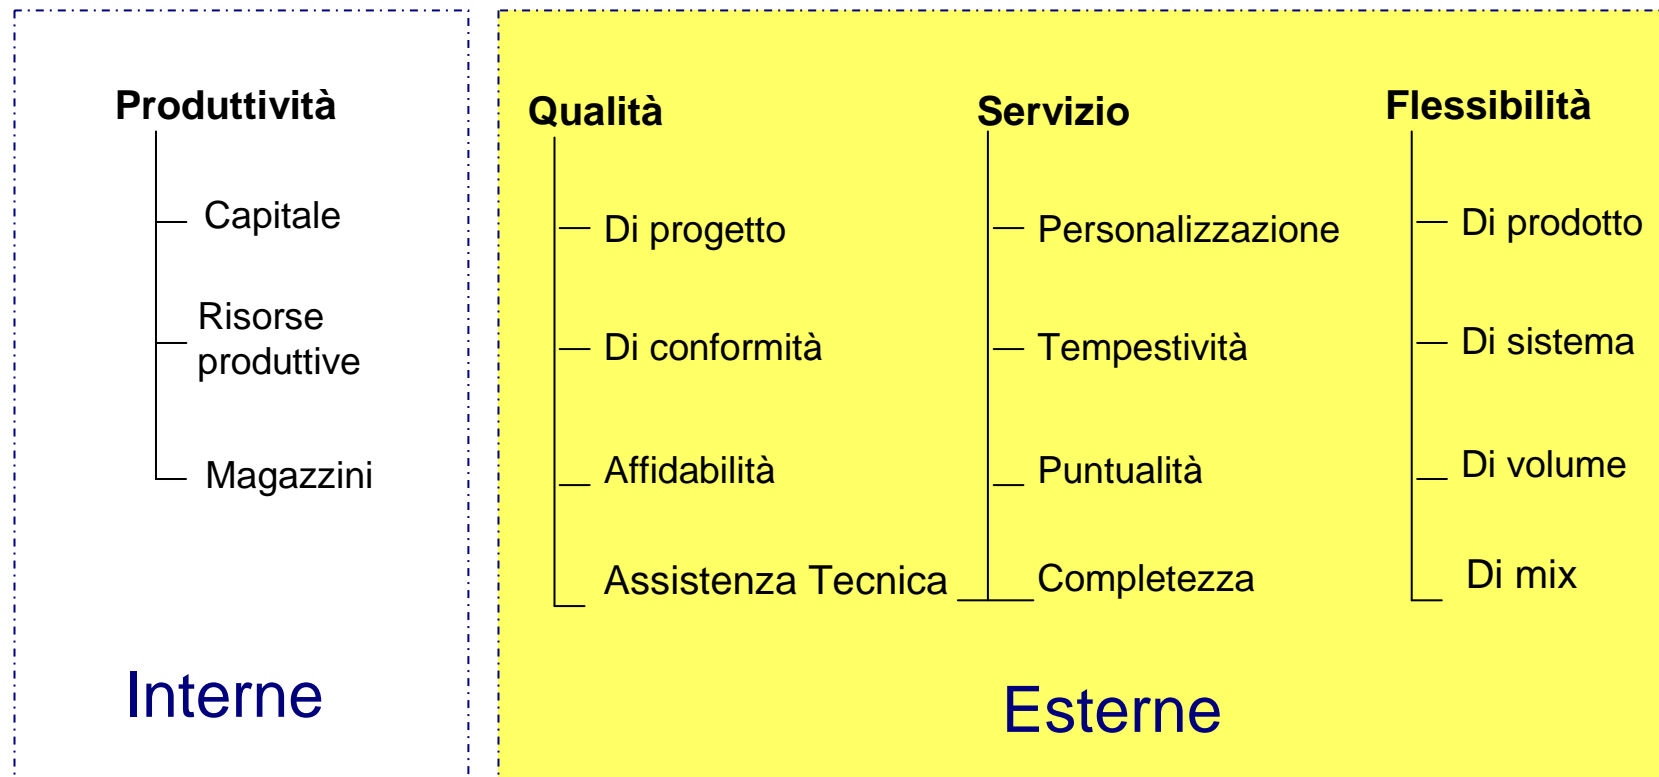 Produttività
Capitale
Risorse
produttive
Magazzini
Interne
Qualità
Di progetto
Di conformità
Affidabilità
Assistenza Tecnica
Servizio
Personalizzazione
Tempestività
Puntualità
Completezza
Flessibilità
Di prodotto
Di sistema
Di volume
Di mix
Esterne